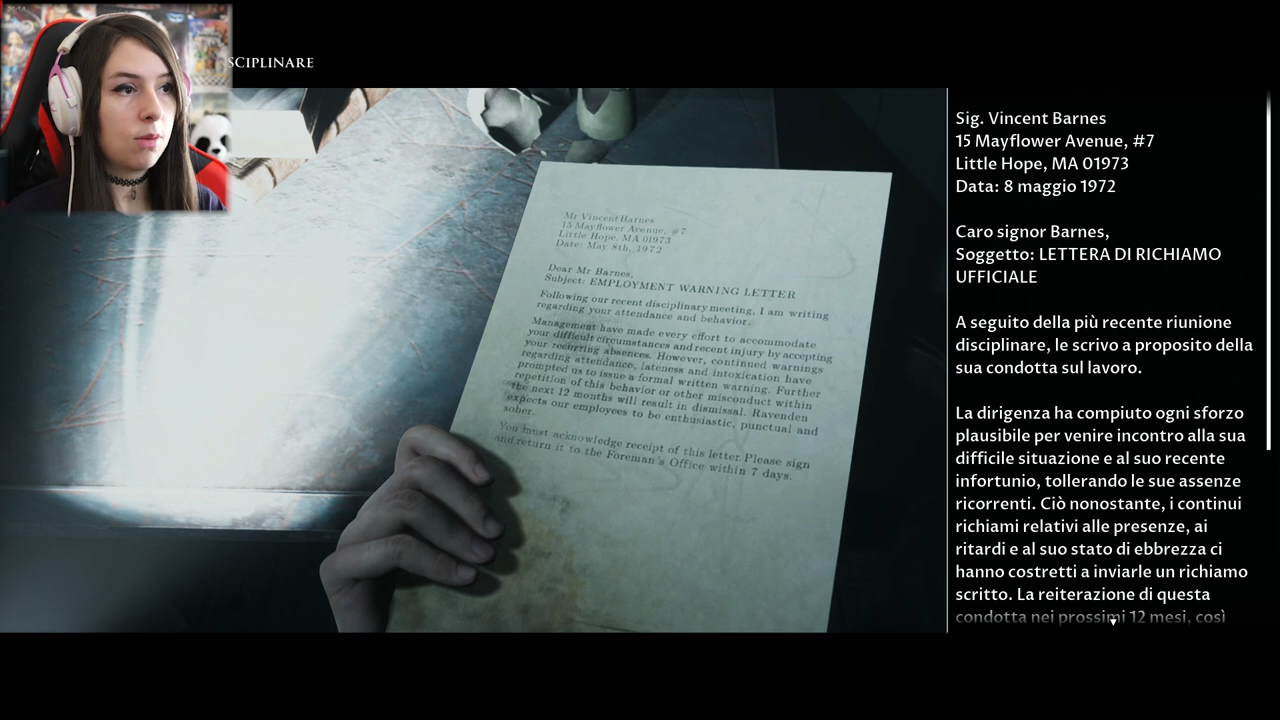 SCIPLINARE
Mr Vincent Barnes
15 Mayflower Avenue, #7
Little Hope, MA 01973
Date: May 8th, 1972
Dear Mr Barnes,
Subject: EMPLOYMENT WARNING LETTER
Following our recent disciplinary meeting, I am writing
regarding your attendance and behavior.
Management have made every effort to accommodate
your difficult circumstances and recent injury by accepting
your recurring absences. However, continued warnings
regarding attendance, lateness and intoxication have
prompted us to issue a formal written warning. Further
repetition of this behavior or other misconduct within
the next 12 months will result in dismissal. Ravenden
expects our employees to be enthusiastic, punctual and
sober.
You must acknowledge receipt of this letter. Please sign
and return it to the Foreman's Office within 7 days.
Sig. Vincent Barnes
15 Mayflower Avenue, #7
Little Hope, MA 01973
Data: 8 maggio 1972
Caro signor Barnes,
Soggetto: LETTERA DI RICHIAMO
UFFICIALE
A seguito della più recente riunione
disciplinare, le scrivo a proposito della
sua condotta sul lavoro.
La dirigenza ha compiuto ogni sforzo
plausibile per venire incontro alla sua
difficile situazione e al suo recente
infortunio, tollerando le sue assenze
ricorrenti. Ciò nonostante, i continui
richiami relativi alle presenze, ai
ritardi e al suo stato di ebbrezza ci
hanno costretti a inviarle un richiamo
scritto. La reiterazione di questa
condotta nei prossimi 12 mesi, così